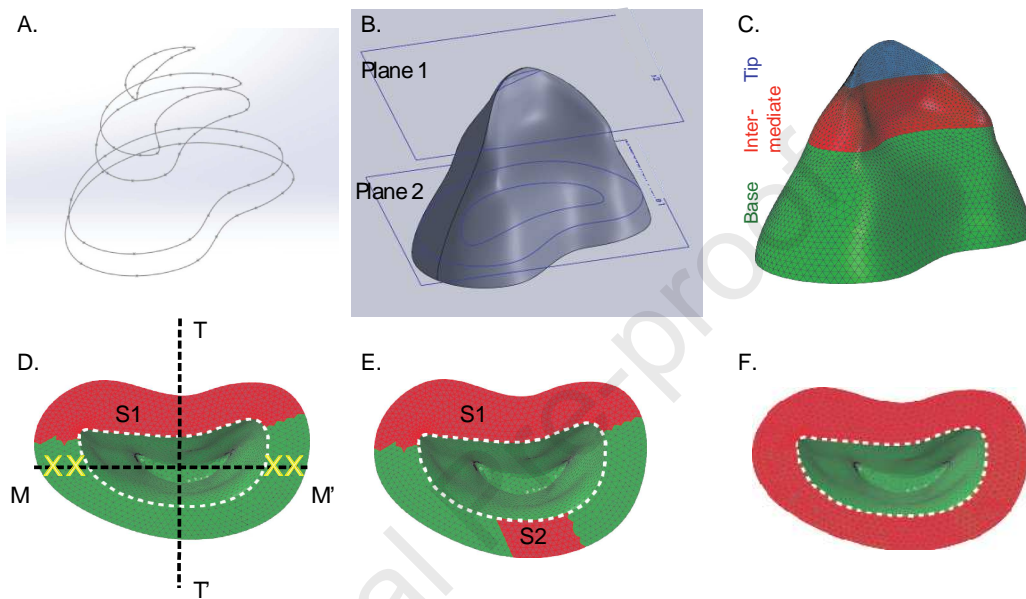 A.
B.
C.
Plane 1
Plane 2
Tip
Inter-
mediate
Base
D.
E.
F.
T
S1
S1
XX
XX
M
M'
S2
T'